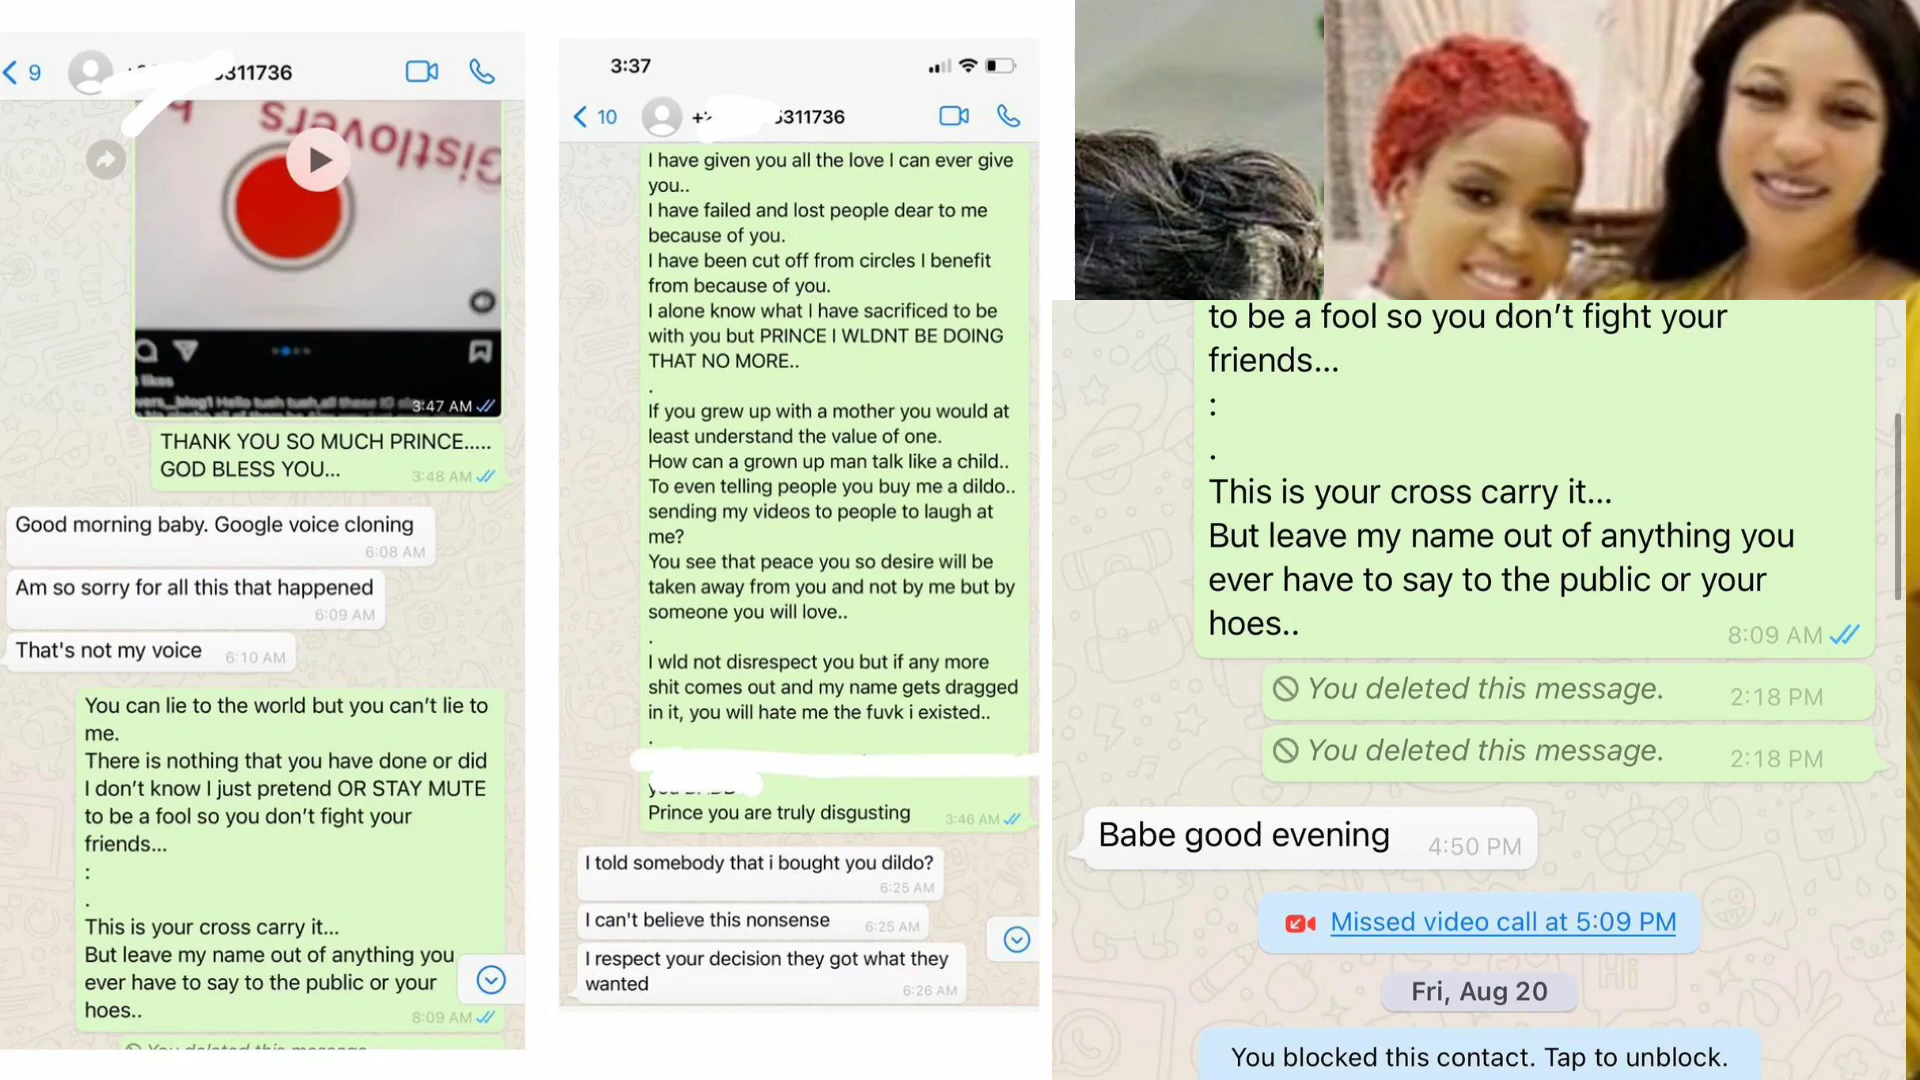 9
311736
Gistlovers
b
likes
3:47 AM
THANK YOU SO MUCH PRINCE.....
GOD BLESS YOU...
3:48 AM
Good morning baby. Google voice cloning
6:08 AM
Am so sorry for all this that happened
6:09 AM
That's not my voice
6:10 AM
You can lie to the world but you can't lie to
me.
There is nothing that you have done or did
I don't know I just pretend OR STAY MUTE
to be a fool so you don't fight your
friends...
:
.
This is your cross carry it...
But leave my name out of anything you
ever have to say to the public or your
hoes..
8:09 AM
You deleted this message.
3:37
10
5311736
I have given you all the love I can ever give
you..
I have failed and lost people dear to me
because of you.
I have been cut off from circles I benefit
from because of you.
I alone know what I have sacrificed to be
with you but PRINCE I WLDNT BE DOING
THAT NO MORE..
.
If you grew up with a mother you would at
least understand the value of one.
How can a grown up man talk like a child..
To even telling people you buy me a dildo..
sending my videos to people to laugh at
me?
You see that peace you so desire will be
taken away from you and not by me but by
someone you will love..
.
I wld not disrespect you but if any more
shit comes out and my name gets dragged
in it, you will hate me the fuvk i existed..
.
Prince you are truly disgusting
3:46 AM
I told somebody that i bought you dildo?
6:25 AM
I can't believe this nonsense
6:25 AM
I respect your decision they got what they
wanted
6:26 AM
to be a fool so you don't fight your
friends...
:
.
This is your cross carry it...
But leave my name out of anything you
ever have to say to the public or your
hoes..
8:09 AM
You deleted this message.
2:18 PM
You deleted this message.
2:18 PM
Babe good evening
4:50 PM
Missed video call at 5:09 PM
Fri, Aug 20
You blocked this contact. Tap to unblock.